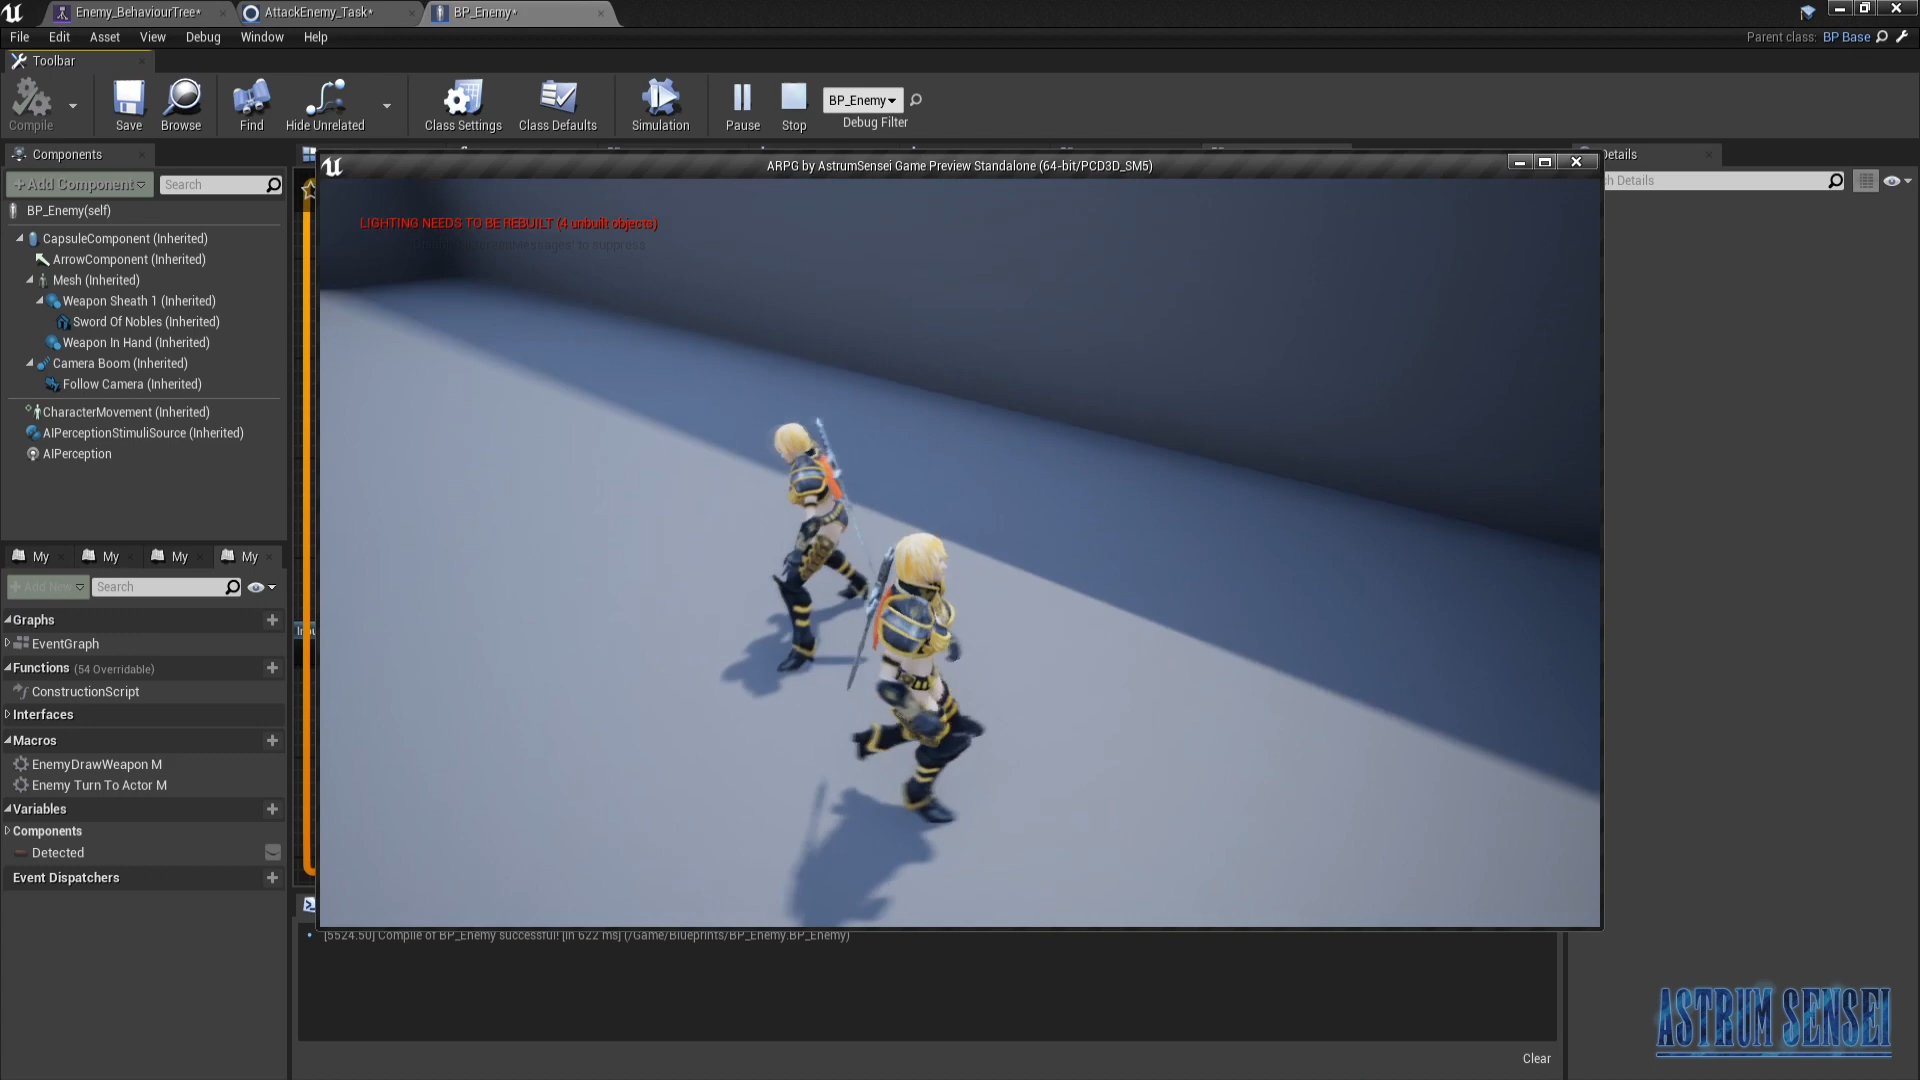 Enemy_BehaviourTree*
AttackEnemy_Task*
BP_Enemy*
File Edit Asset View Debug Window Help
Parent class: BP Base
Toolbar
Compile
Save
Browse
Find
Hide Unrelated
Class Settings
Class Defaults
Simulation
Pause
Stop
BP_Enemy
Debug Filter
Components
+Add Component
Search
BP_Enemy(self)
CapsuleComponent (Inherited)
ArrowComponent (Inherited)
Mesh (Inherited)
Weapon Sheath 1 (Inherited)
Sword Of Nobles (Inherited)
Weapon In Hand (Inherited)
Camera Boom (Inherited)
Follow Camera (Inherited)
CharacterMovement (Inherited)
AIPerceptionStimuliSource (Inherited)
AIPerception
My
My
My
My
+Add New
Search
Graphs
EventGraph
Functions (54 Overridable)
ConstructionScript
Interfaces
Macros
EnemyDrawWeapon M
Enemy Turn To Actor M
Variables
Components
Detected
Event Dispatchers
ARPG by AstrumSensei Game Preview Standalone (64-bit/PCD3D_SM5)
LIGHTING NEEDS TO BE REBUILT (4 unbuilt objects)
to suppress
Details
ch Details
[5524.50] Compile of BP_Enemy successful! [in 622 ms] (/Game/Blueprints/BP_Enemy.BP_Enemy)
Clear
ASTRUM SENSEI